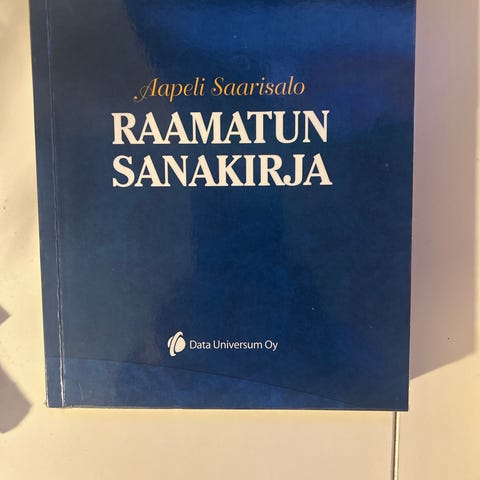 Aapeli Saarisalo
RAAMATUN
SANAKIRJA
Data Universum Oy